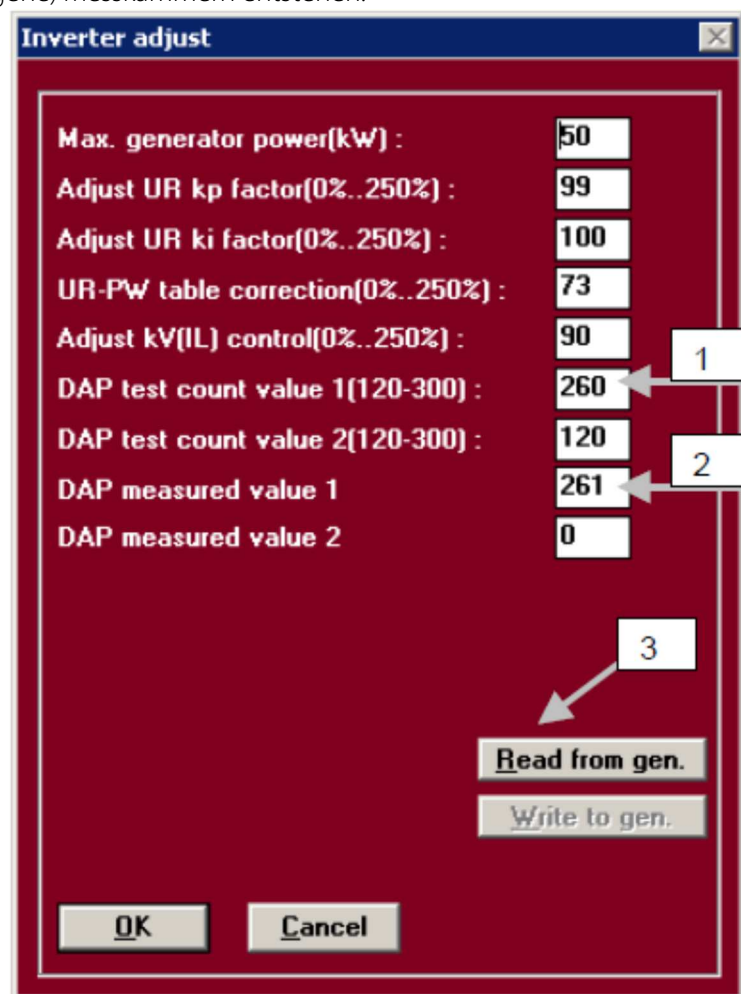 Messkammern entstehen.
Inverter adjust
Max. generator power(kW) : 50
Adjust UR kp factor(0%..250%) : 99
Adjust UR ki factor(0%..250%) : 100
UR-PW table correction(0%..250%) : 73
Adjust kV(IL) control(0%..250%) : 90
1
DAP test count value 1(120-300) : 260
DAP test count value 2(120-300) : 120
2
DAP measured value 1 261
DAP measured value 2 0
3
Read from gen.
Write to gen.
OK Cancel